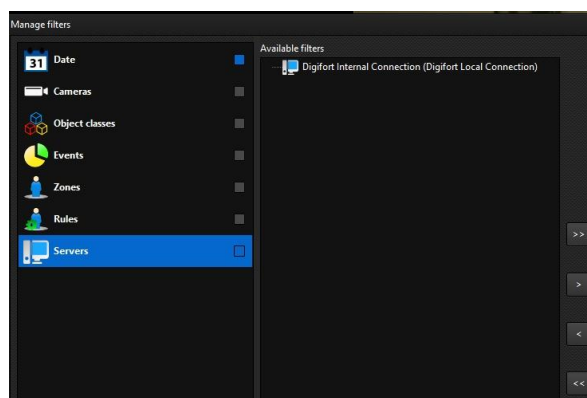 Manage filters
31 Date
Cameras
Object classes
Events
Zones
Rules
Servers
Available filters
Digifort Internal Connection (Digifort Local Connection)
>>
>
<
<<